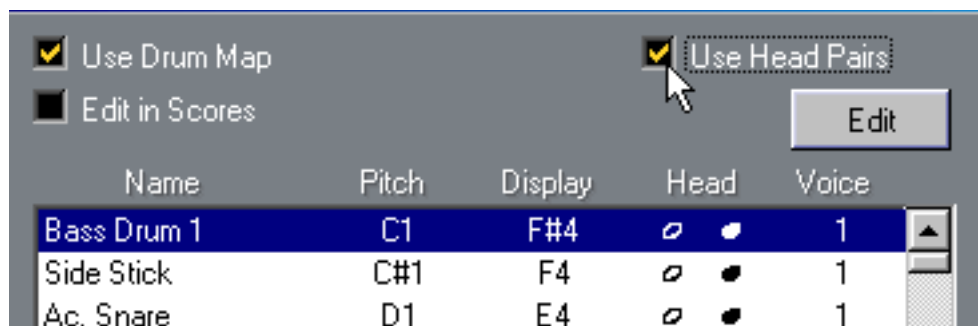 Use Drum Map Use Head Pairs
Edit in Scores Edit
Name Pitch Display Head Voice
Bass Drum 1 C1 F#4 1
Side Stick C#1 F4 1
Ac. Snare D1 E4 1